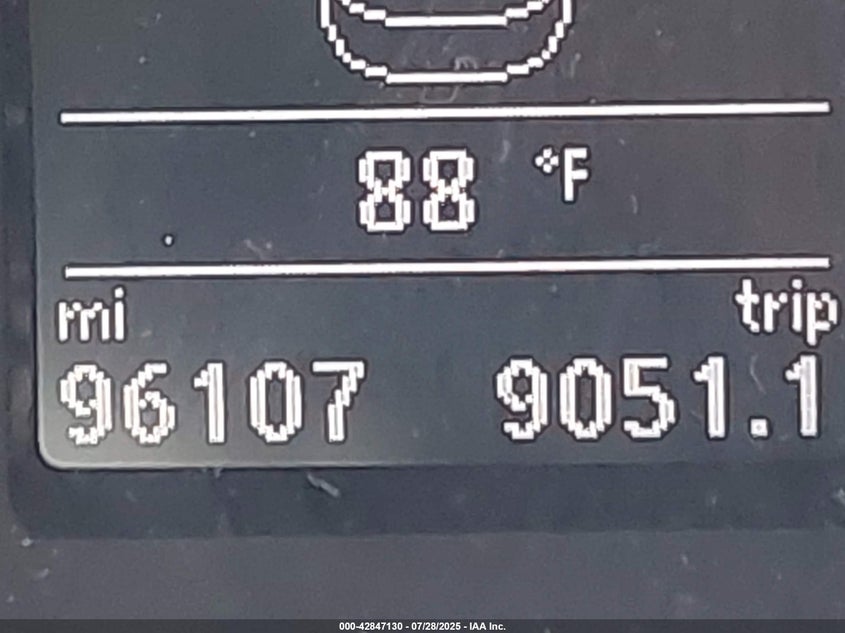 88 °F
mi trip
96107 9051.1
000-42847130 - 07/28/2025 - IAA Inc.